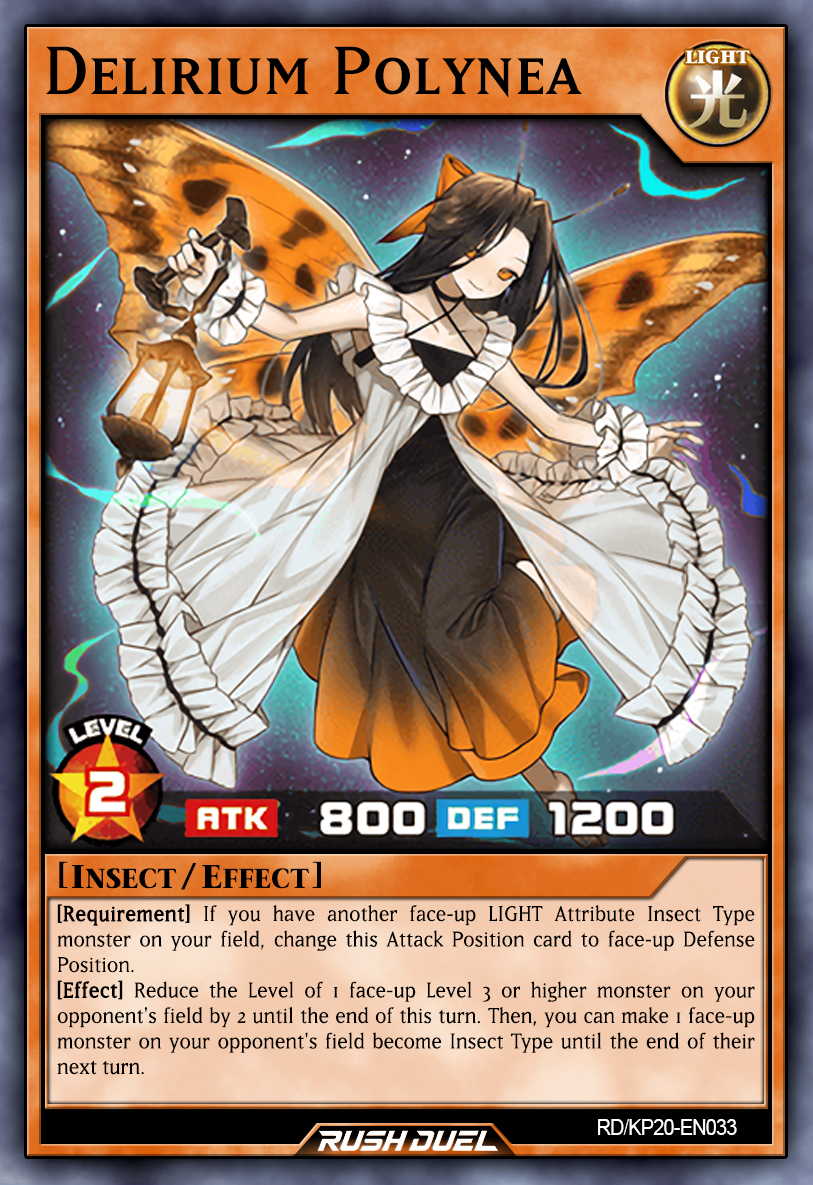 Delirium Polynea
LIGHT
光
LEVEL
2
ATK 800 DEF 1200
[Insect/Effect]
[Requirement] If you have another face-up LIGHT Attribute Insect Type
monster on your field, change this Attack Position card to face-up Defense
Position.
[Effect] Reduce the Level of 1 face-up Level 3 or higher monster on your
opponent's field by 2 until the end of this turn. Then, you can make 1 face-up
monster on your opponent's field become Insect Type until the end of their
next turn.
RD/KP20-EN033
RUSH DUEL